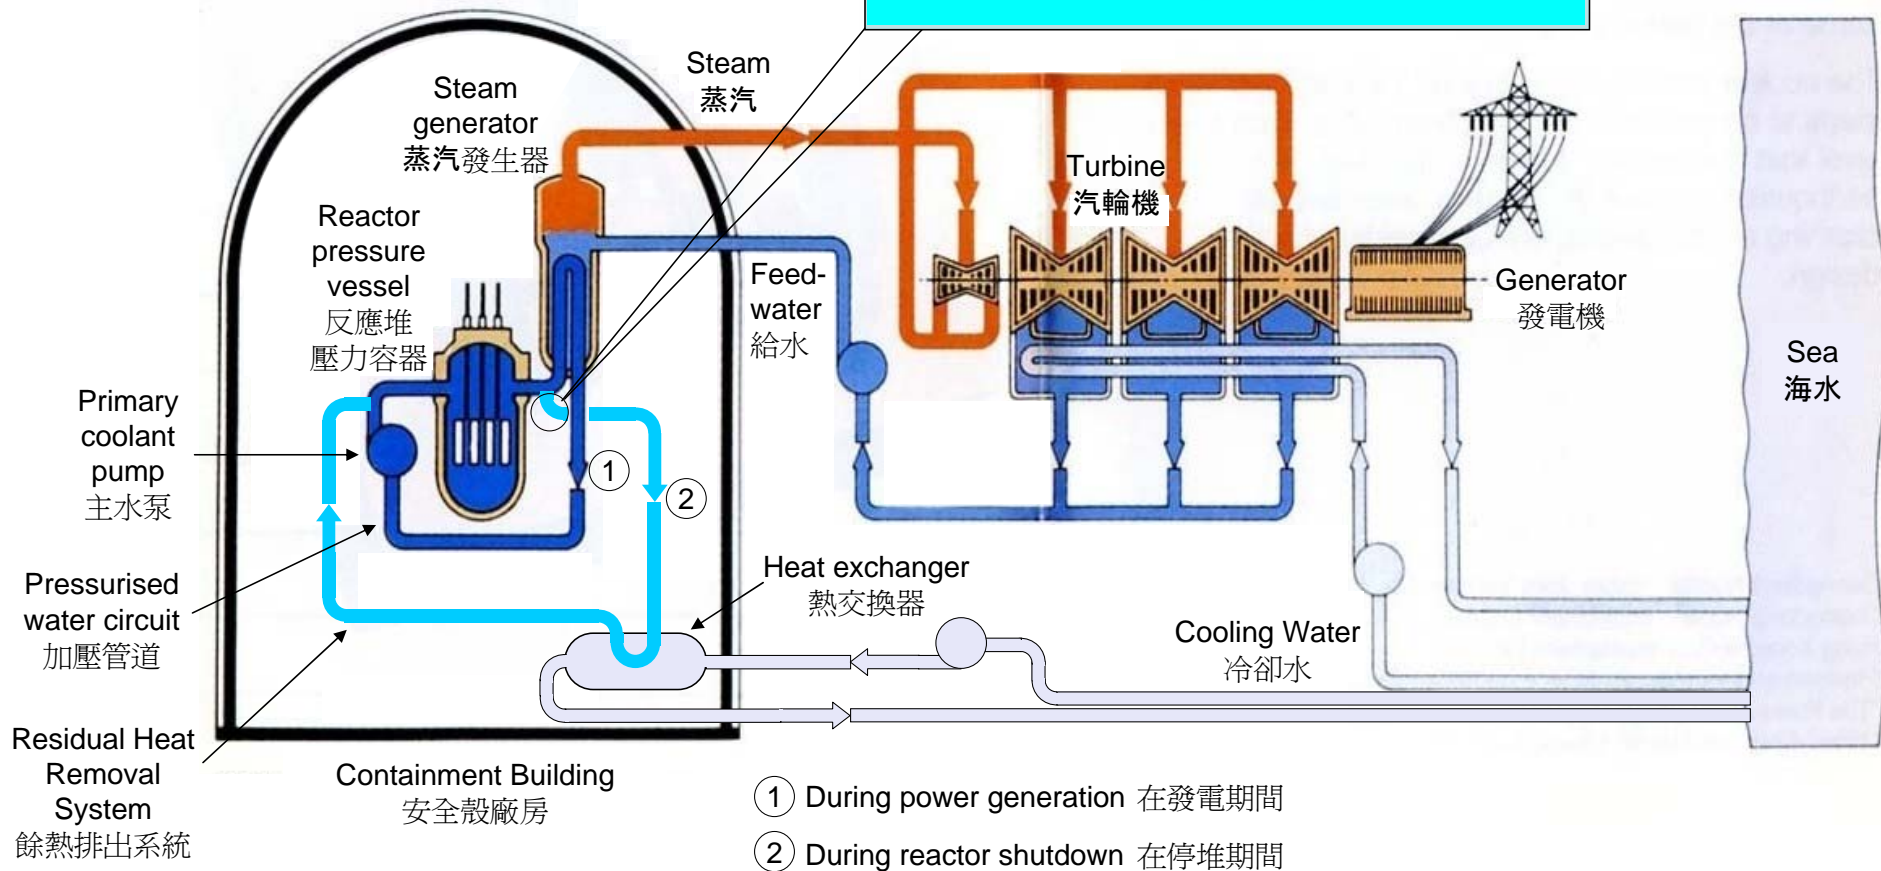 Steam
蒸汽
Steam
generator
蒸汽發生器
Reactor
pressure
vessel
反應堆
壓力容器
Turbine
汽輪機
Feed-
water
給水
Generator
發電機
Sea
海水
Primary
coolant
pump
主水泵
1
2
Pressurised
water circuit
加壓管道
Heat exchanger
熱交換器
Cooling Water
冷卻水
Residual Heat
Removal
System
餘熱排出系統
Containment Building
安全殼廠房
1 During power generation 在發電期間
2 During reactor shutdown 在停堆期間